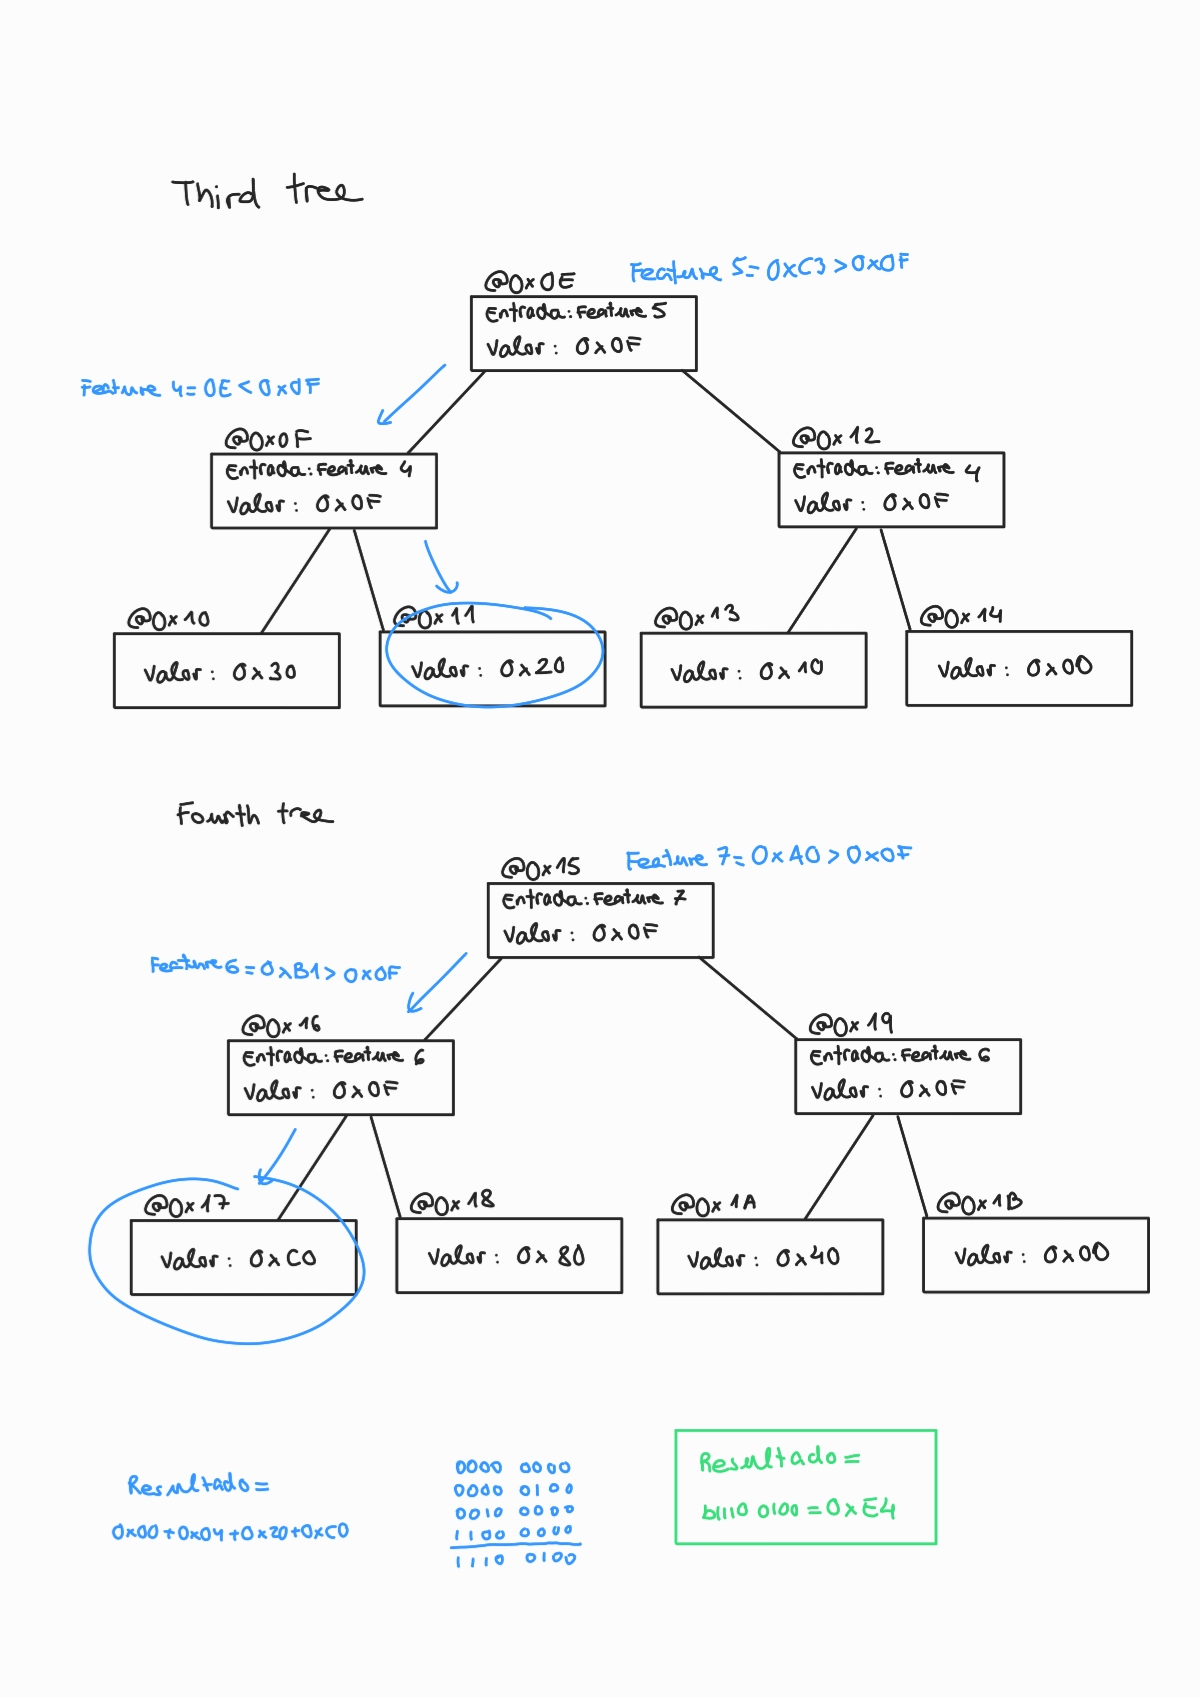 Third tree
@0x0E
Feature 5=0xC3>0x0F
Entrada: Feature 5
Valor: 0x0F
Feature 4=0E<0x0F
@0x0F
Entrada: Feature 4
Valor: 0x0F
@0x12
Entrada: Feature 4
Valor: 0x0F
@0x10
Valor: 0x30
@0x11
Valor: 0x20
@0x13
Valor: 0x10
@0x14
Valor: 0x00
Fourth tree
@0x15
Feature 7=0xA0>0x0F
Entrada: Feature 7
Valor: 0x0F
Feature 6=0xB1>0x0F
@0x16
Entrada: Feature 6
Valor: 0x0F
@0x19
Entrada: Feature 6
Valor: 0x0F
@0x17
Valor: 0xC0
@0x18
Valor: 0x80
@0x1A
Valor: 0x40
@0x1B
Valor: 0x00
Resultado=
0x00+0x04+0x20+0xC0
0000 0000
0000 0100
0010 0000
1100 0000
1110 0100
Resultado=
b1110 0100=0xE4